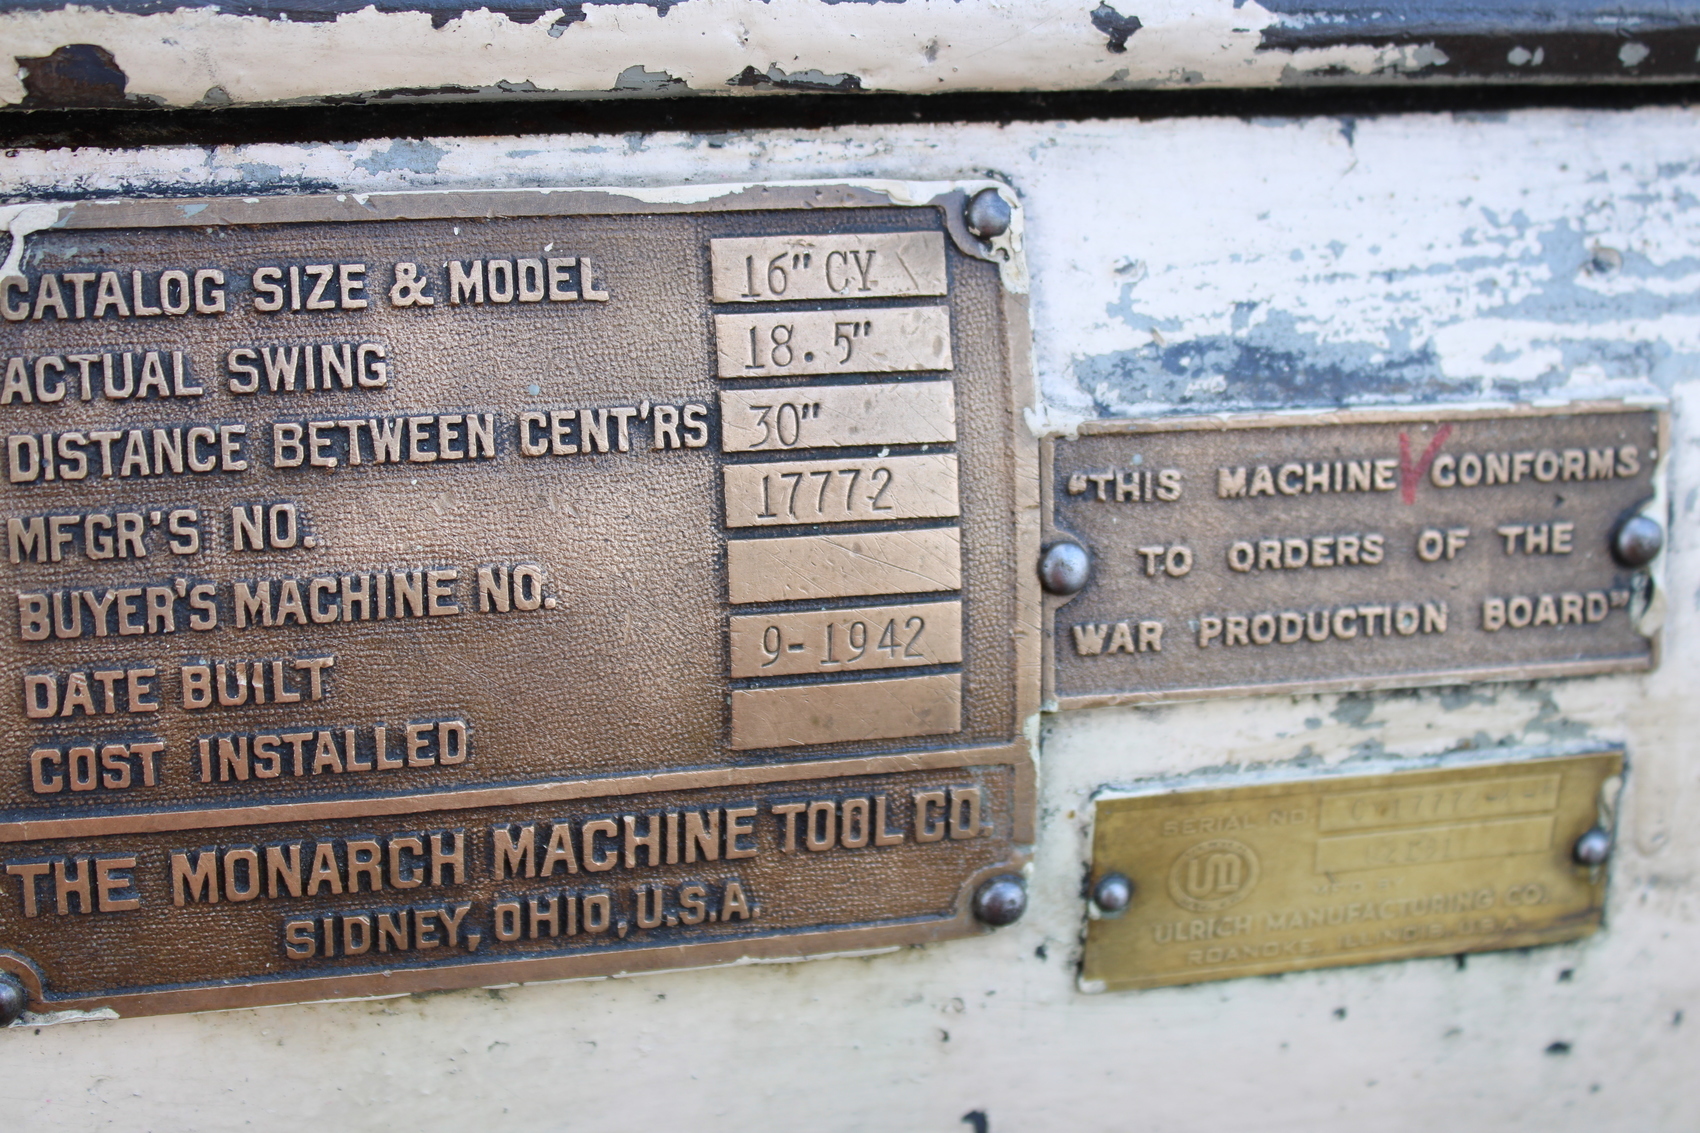 CATALOG SIZE & MODEL 16" CY
ACTUAL SWING 18.5"
DISTANCE BETWEEN CENT'RS 30"
MFGR'S NO. 17772
BUYER'S MACHINE NO.
DATE BUILT 9-1942
COST INSTALLED
THE MONARCH MACHINE TOOL CO.
SIDNEY, OHIO, U.S.A.
"THIS MACHINE CONFORMS
TO ORDERS OF THE
WAR PRODUCTION BOARD"
SERIAL NO.
ULRICH MANUFACTURING CO.
ROANOKE, ILLINOIS, U.S.A.